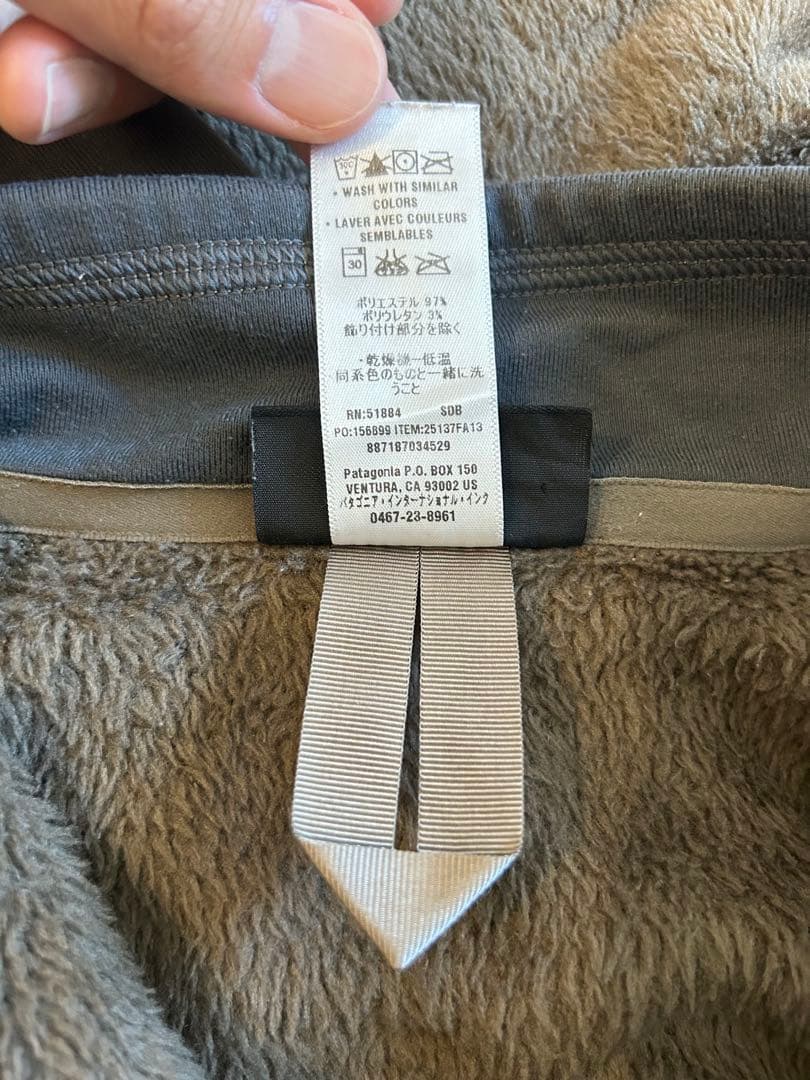 • WASH WITH SIMILAR
COLORS
• LAVER AVEC COULEURS
SEMBLABLES
30
ポリエステル 97%
ポリウレタン 3%
飾り付け部分を除く
・乾燥機ー低温
同系色のものと一緒に洗
うこと
RN:51884 SDB
PO:156899 ITEM:25137FA13
887187034529
Patagonia P.O. BOX 150
VENTURA, CA 93002 US
パタゴニア・インターナショナル・インク
0467-23-8961